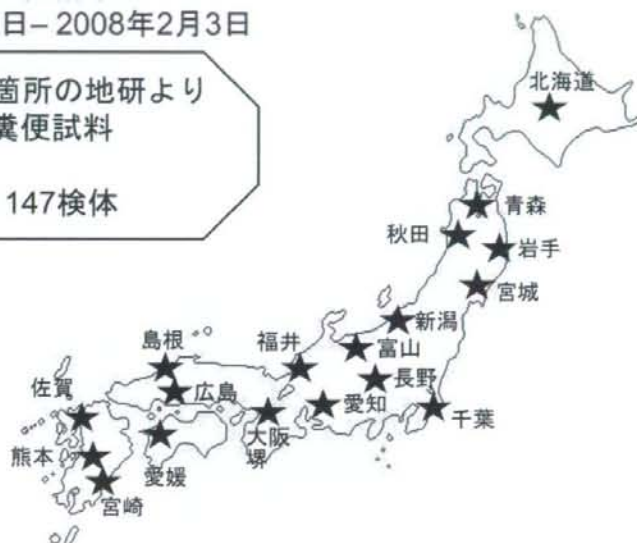 日– 2008年2月3日
箇所の地研より
糞便試料
147検体
北海道
青森
秋田
岩手
宮城
新潟
富山
福井
島根
長野
佐賀
広島
愛知
千葉
大阪
堺
熊本
愛媛
宮崎